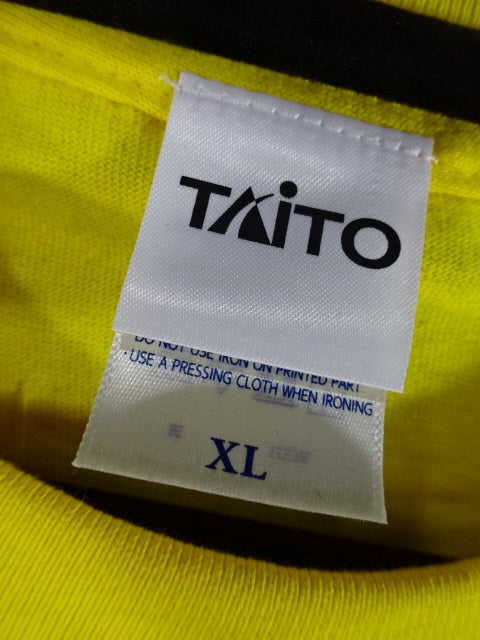 TAiTO
DO NOT USE IRON ON PRINTED PART
·USE A PRESSING CLOTH WHEN IRONING
XL